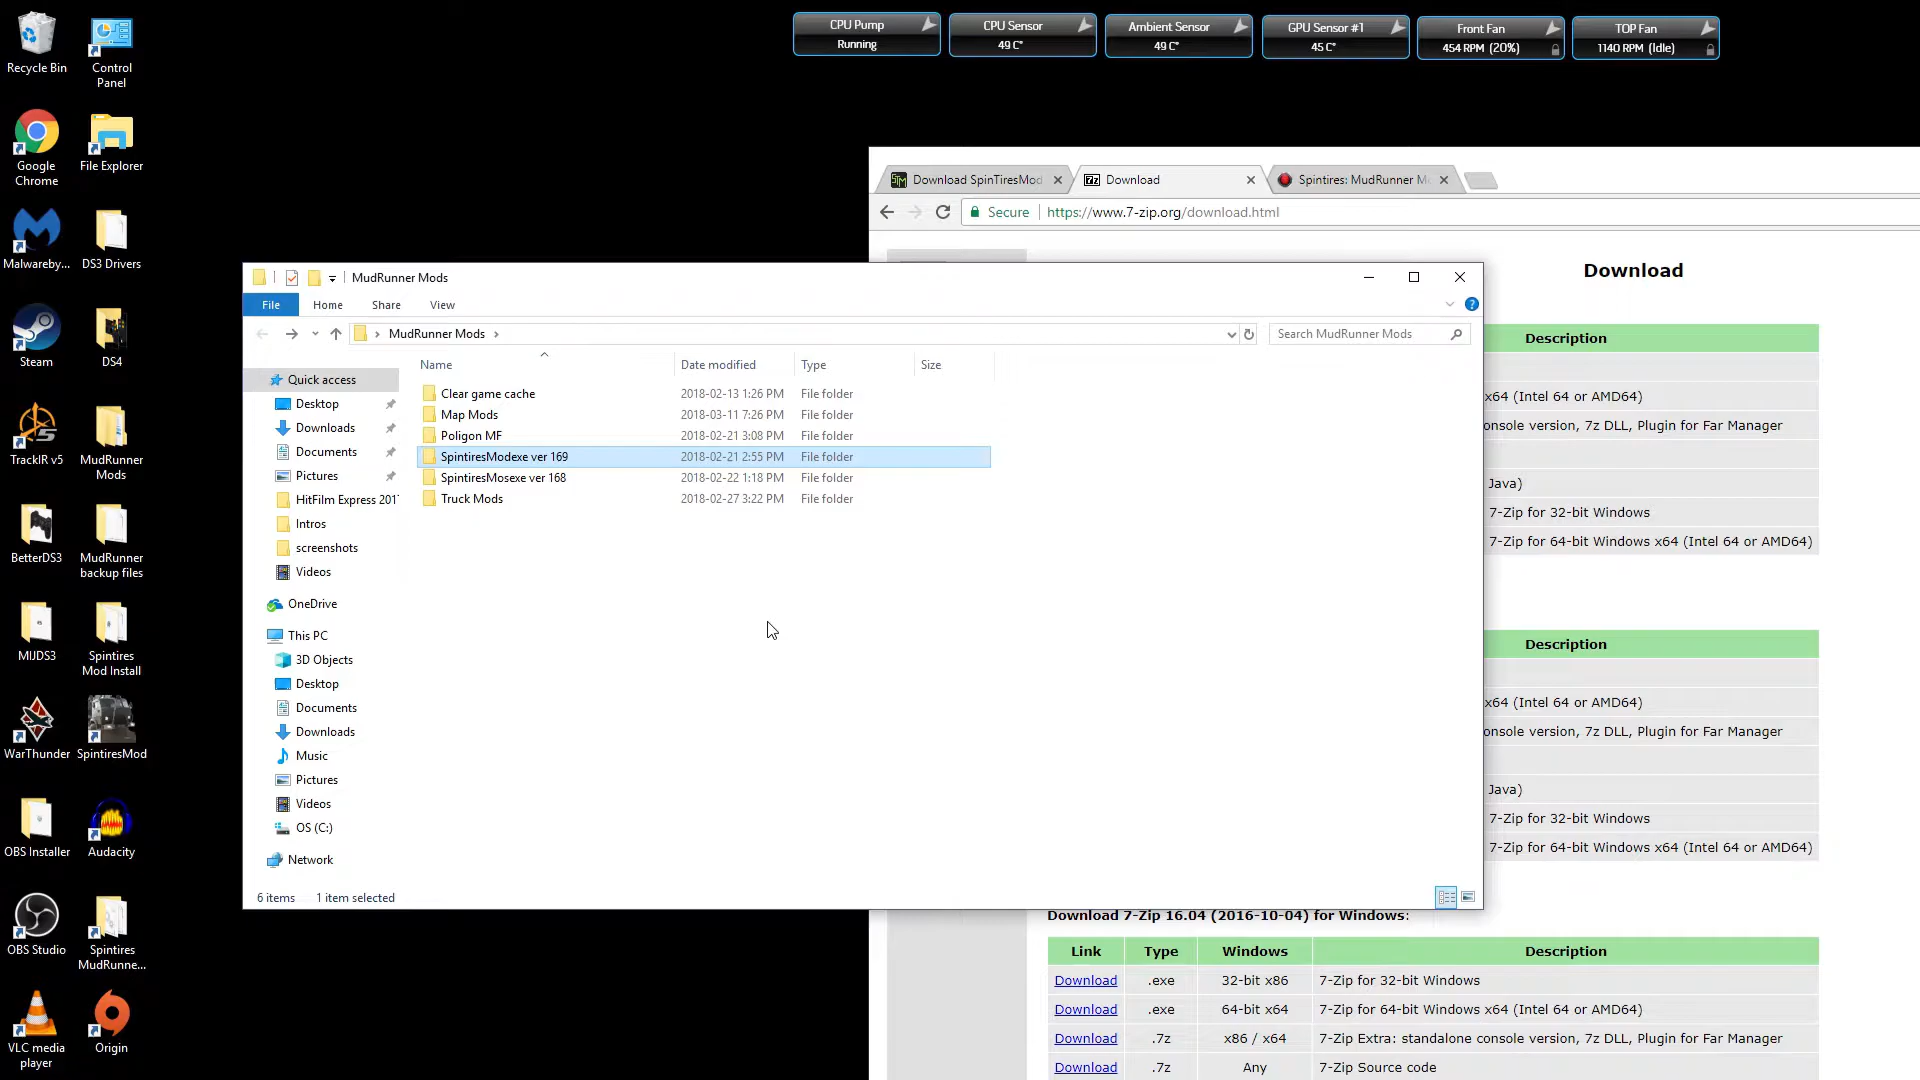 Recycle Bin
Control
Panel
Google
Chrome
File Explorer
Malwareby...
DS3 Drivers
Steam
DS4
TrackIR v5
MudRunner
Mods
BetterDS3
MudRunner
backup files
MIJDS3
Spintires
Mod Install
WarThunder
SpintiresMod
OBS Installer
Audacity
OBS Studio
Spintires
MudRunne...
VLC media
player
Origin
CPU Pump
Running
CPU Sensor
49 C°
Ambient Sensor
49 C°
GPU Sensor #1
45 C°
Front Fan
454 RPM (20%)
TOP Fan
1140 RPM (Idle)
STM
Download SpinTiresMod
7z
Download
Spintires: MudRunner M
Secure
https://www.7-zip.org/download.html
Download
MudRunner Mods
File
Home
Share
View
MudRunner Mods
Search MudRunner Mods
Name
Date modified
Type
Size
Clear game cache 2018-02-13 1:26 PM File folder
Map Mods 2018-03-11 7:26 PM File folder
Poligon MF 2018-02-21 3:08 PM File folder
SpintiresModexe ver 169 2018-02-21 2:55 PM File folder
SpintiresMosexe ver 168 2018-02-22 1:18 PM File folder
Truck Mods 2018-02-27 3:22 PM File folder
Quick access
Desktop
Downloads
Documents
Pictures
HitFilm Express 201
Intros
screenshots
Videos
OneDrive
This PC
3D Objects
Desktop
Documents
Downloads
Music
Pictures
Videos
OS (C:)
Network
6 items
1 item selected
Description
x64 (Intel 64 or AMD64)
console version, 7z DLL, Plugin for Far Manager
Java)
7-Zip for 32-bit Windows
7-Zip for 64-bit Windows x64 (Intel 64 or AMD64)
Description
x64 (Intel 64 or AMD64)
console version, 7z DLL, Plugin for Far Manager
Java)
7-Zip for 32-bit Windows
7-Zip for 64-bit Windows x64 (Intel 64 or AMD64)
Download 7-Zip 16.04 (2016-10-04) for Windows:
Link Type Windows Description
Download .exe 32-bit x86 7-Zip for 32-bit Windows
Download .exe 64-bit x64 7-Zip for 64-bit Windows x64 (Intel 64 or AMD64)
Download .7z x86 / x64 7-Zip Extra: standalone console version, 7z DLL, Plugin for Far Manager
Download .7z Any 7-Zip Source code